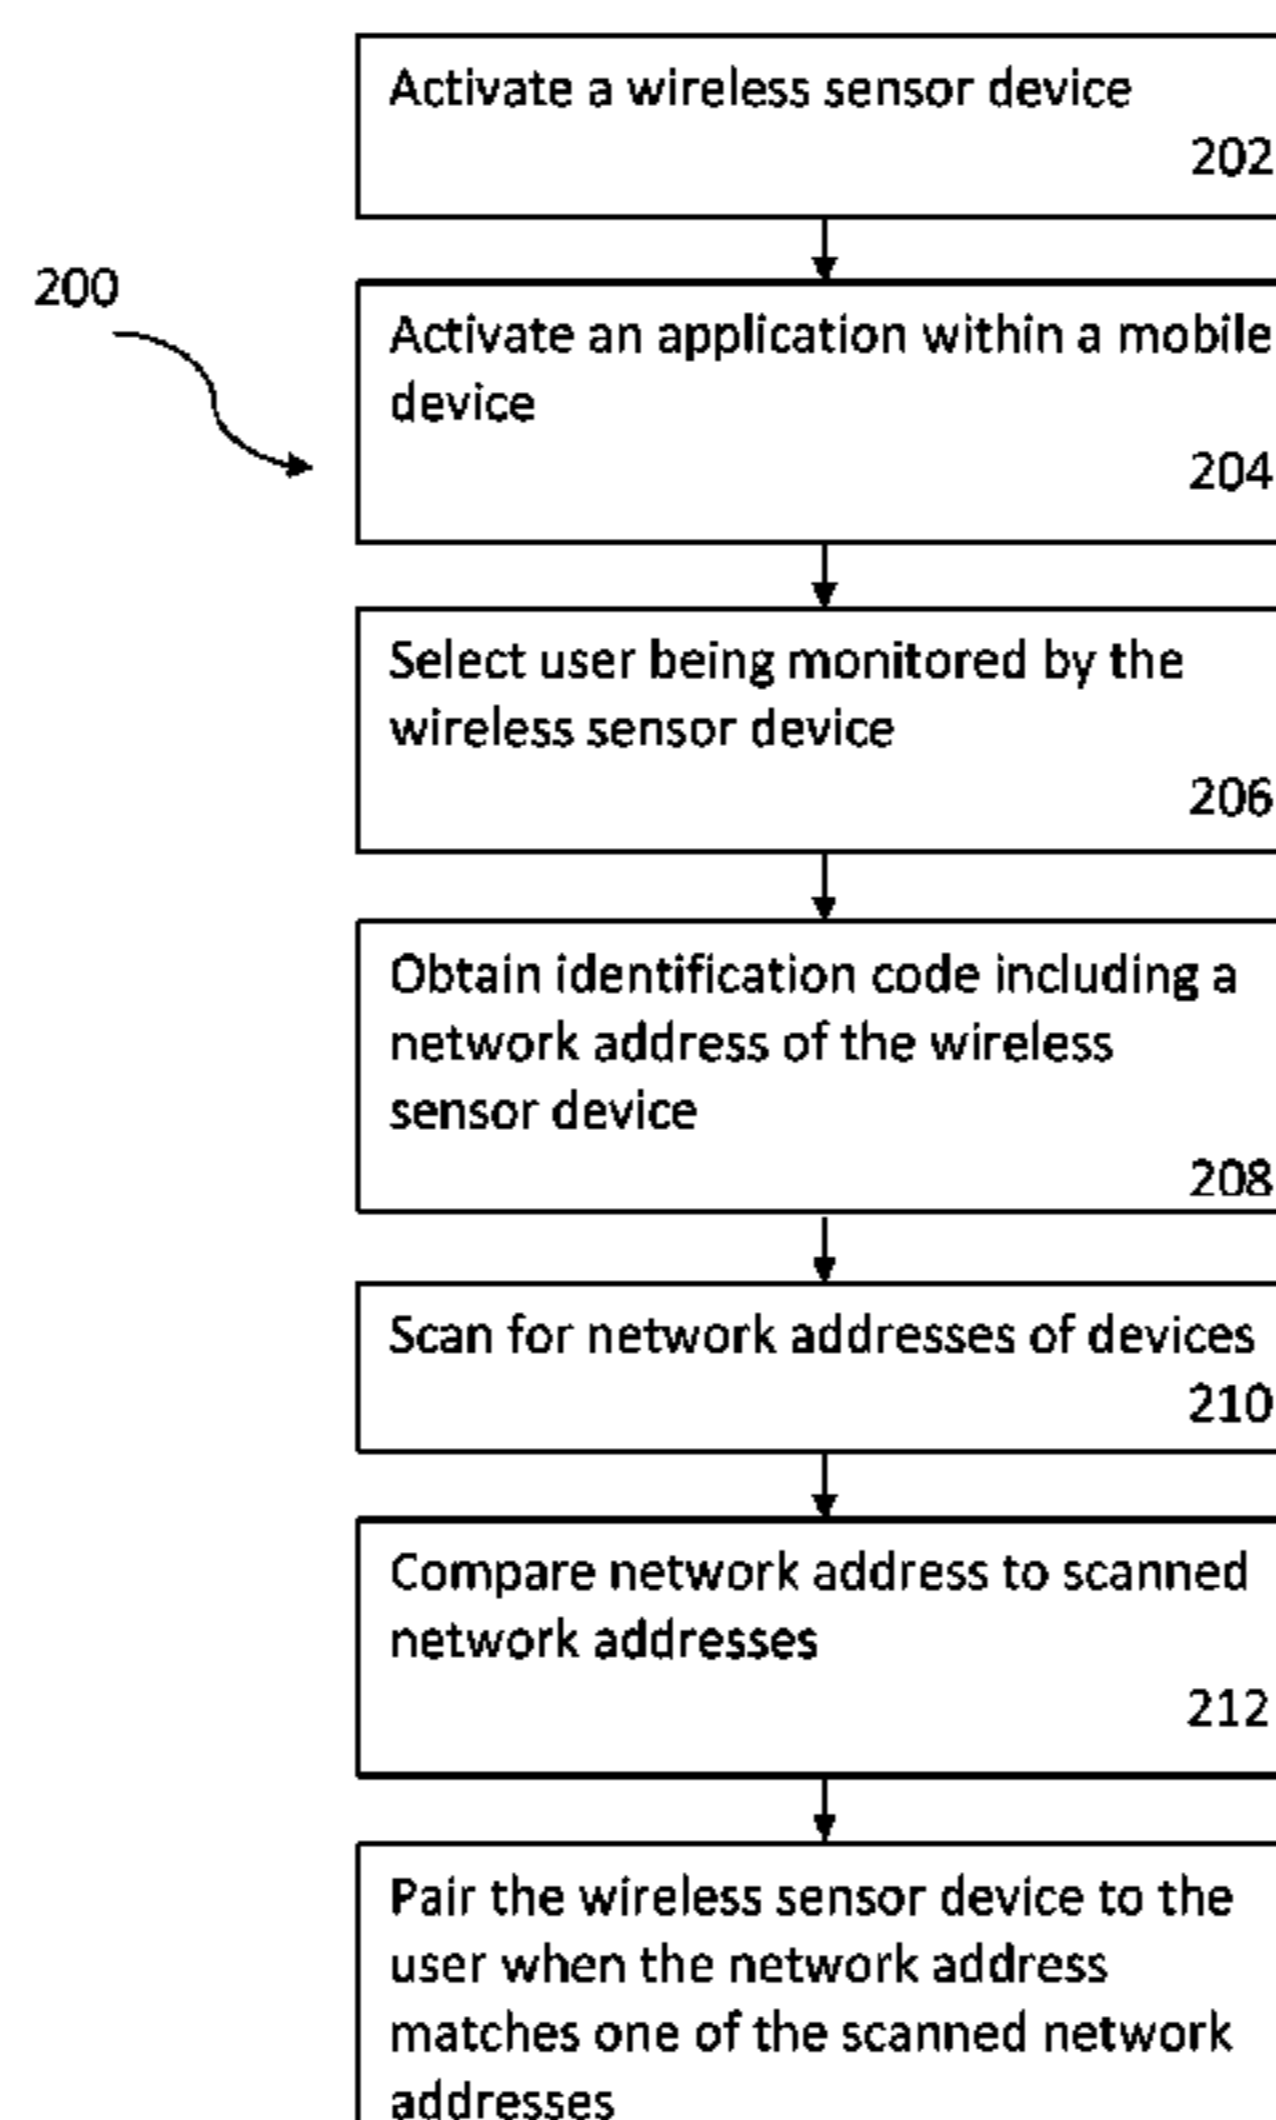 Activate a wireless sensor device
202
200
Activate an application within a mobile
device
204
Select user being monitored by the
wireless sensor device
206
Obtain identification code including a
network address of the wireless
sensor device
208
Scan for network addresses of devices
210
Compare network address to scanned
network addresses
212
Pair the wireless sensor device to the
user when the network address
matches one of the scanned network
addresses